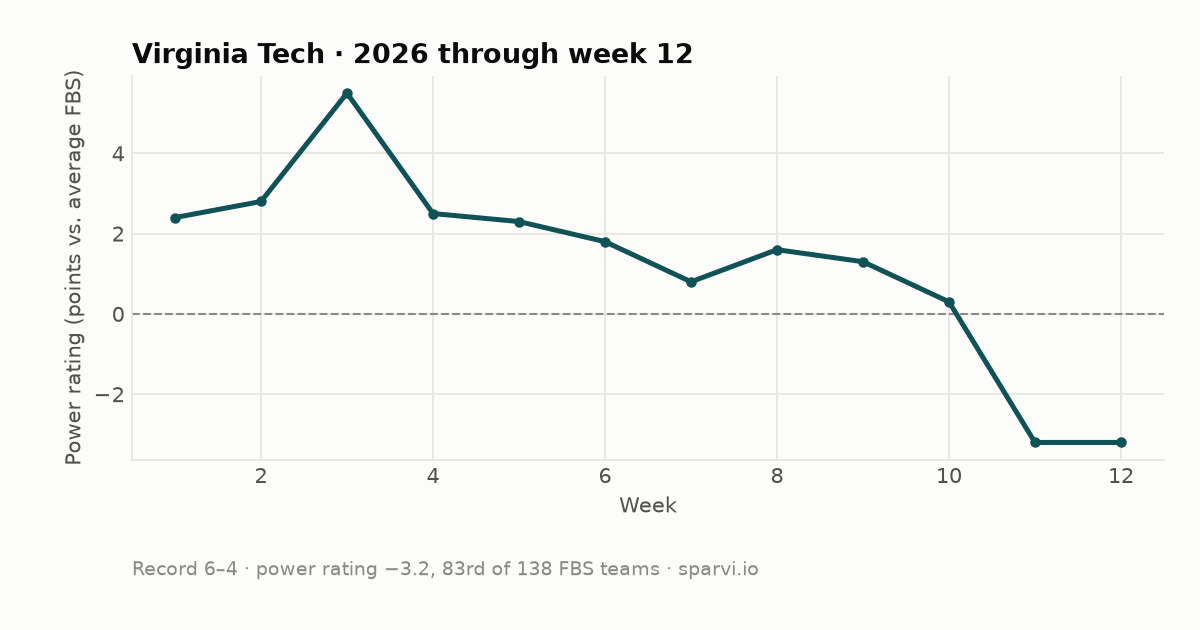 Virginia Tech · 2026 through week 12
Power rating (points vs. average FBS)
4
2
0
−2
2
4
6
8
10
12
Week
Record 6–4 · power rating −3.2, 83rd of 138 FBS teams · sparvi.io